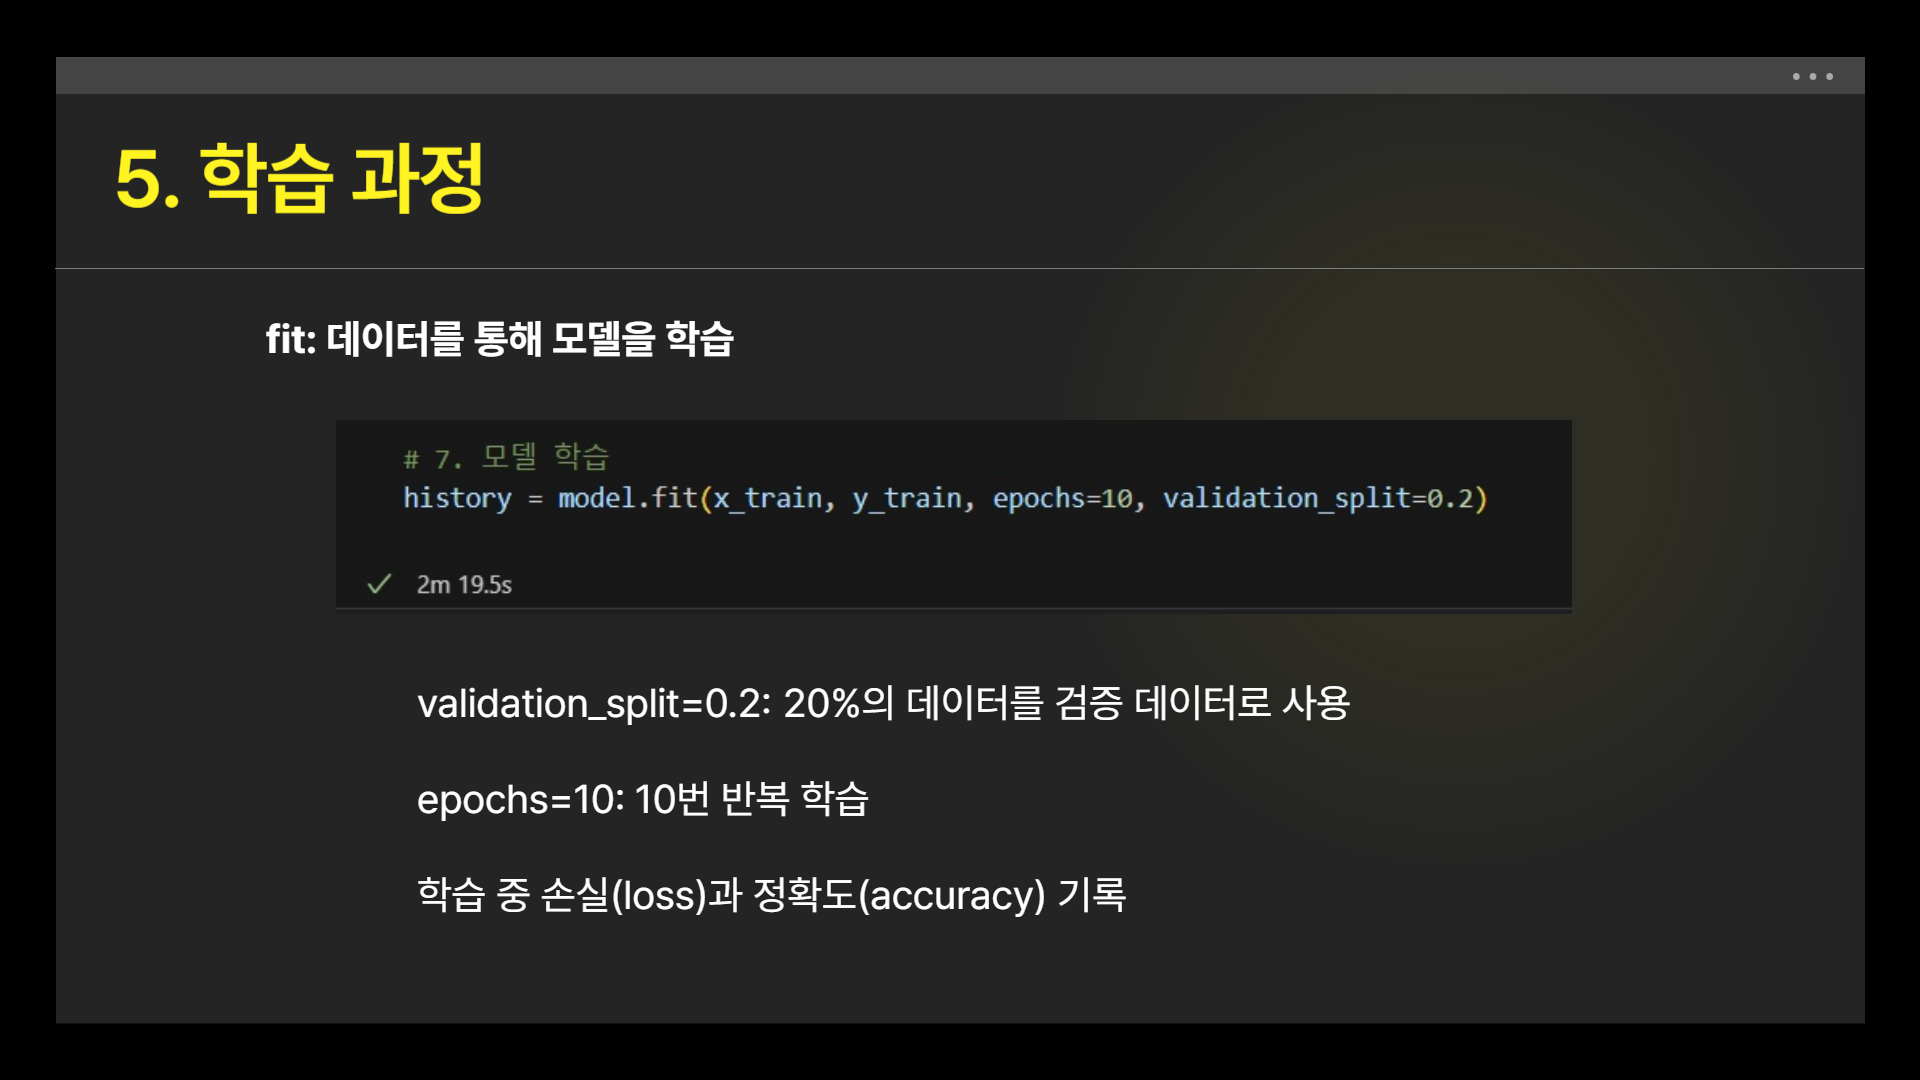 5. 학습 과정
fit: 데이터를 통해 모델을 학습
# 7. 모델 학습
history = model.fit(x_train, y_train, epochs=10, validation_split=0.2)
2m 19.5s
validation_split=0.2: 20%의 데이터를 검증 데이터로 사용
epochs=10: 10번 반복 학습
학습 중 손실(loss)과 정확도(accuracy) 기록